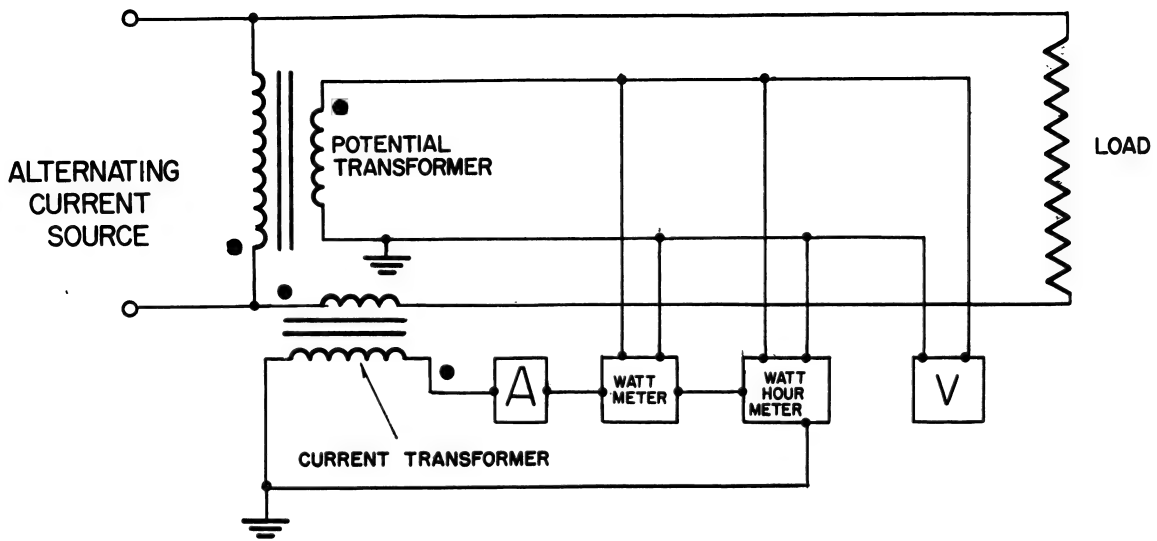 ALTERNATING
CURRENT
SOURCE
POTENTIAL
TRANSFORMER
LOAD
A
WATT
METER
WATT
HOUR
METER
V
CURRENT TRANSFORMER